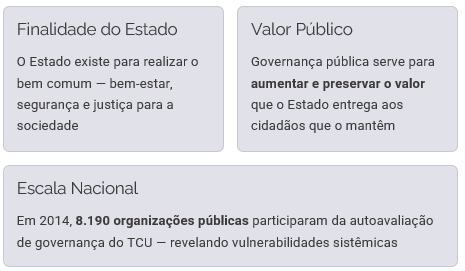 Finalidade do Estado
O Estado existe para realizar o
bem comum — bem-estar,
segurança e justiça para a
sociedade
Valor Público
Governança pública serve para
aumentar e preservar o valor
que o Estado entrega aos
cidadãos que o mantêm
Escala Nacional
Em 2014, 8.190 organizações públicas participaram da autoavaliação
de governança do TCU — revelando vulnerabilidades sistêmicas